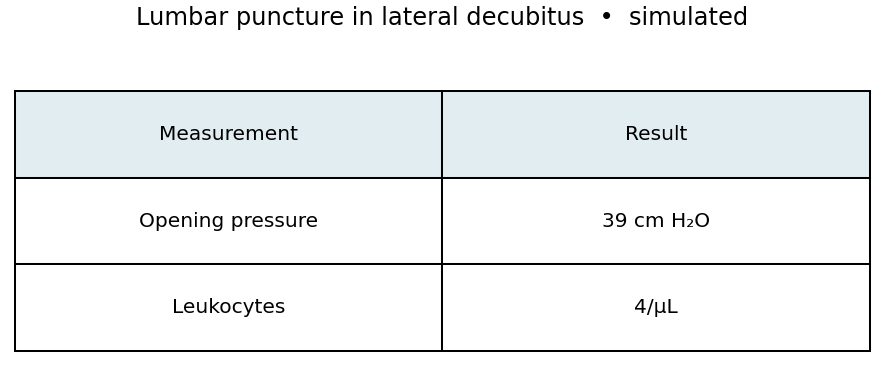 Lumbar puncture in lateral decubitus • simulated
Measurement Result
Opening pressure 39 cm H₂O
Leukocytes 4/µL